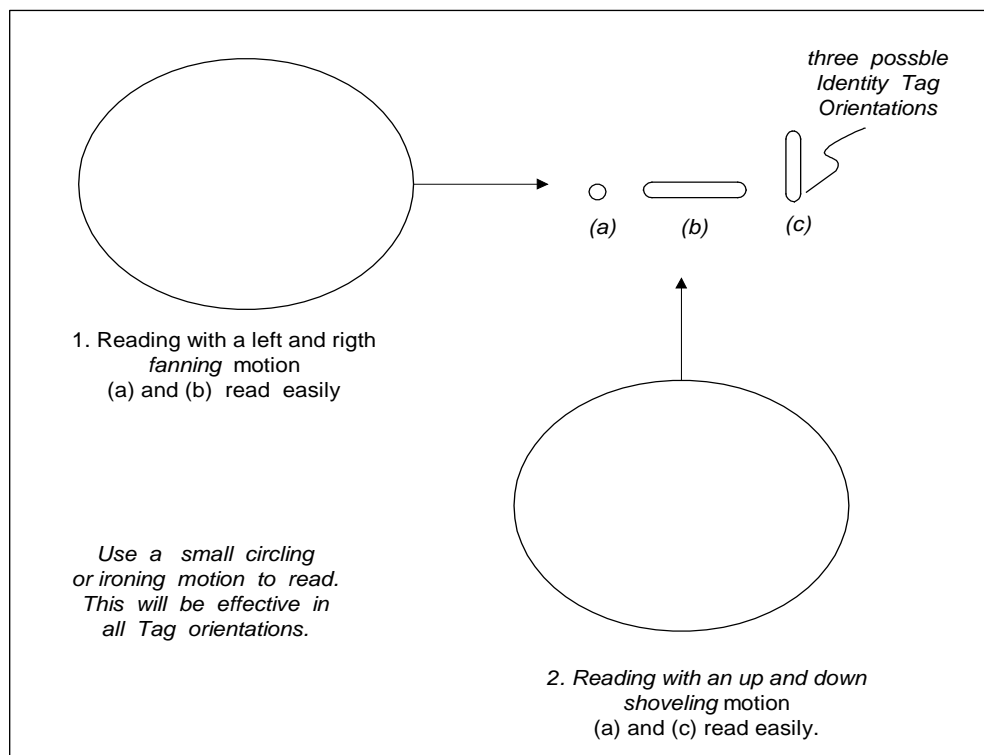 three possble
Identity Tag
Orientations
(a)
(b)
(c)
1. Reading with a left and rigth
fanning motion
(a) and (b) read easily
Use a small circling
or ironing motion to read.
This will be effective in
all Tag orientations.
2. Reading with an up and down
shoveling motion
(a) and (c) read easily.